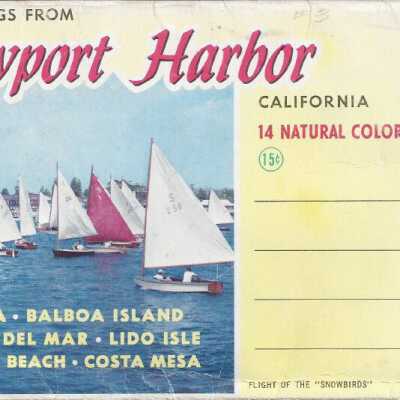 GS FROM
yport Harbor
CALIFORNIA
14 NATURAL COLOR
15¢
S
A • BALBOA ISLAND
DEL MAR • LIDO ISLE
BEACH • COSTA MESA
FLIGHT OF THE "SNOWBIRDS"